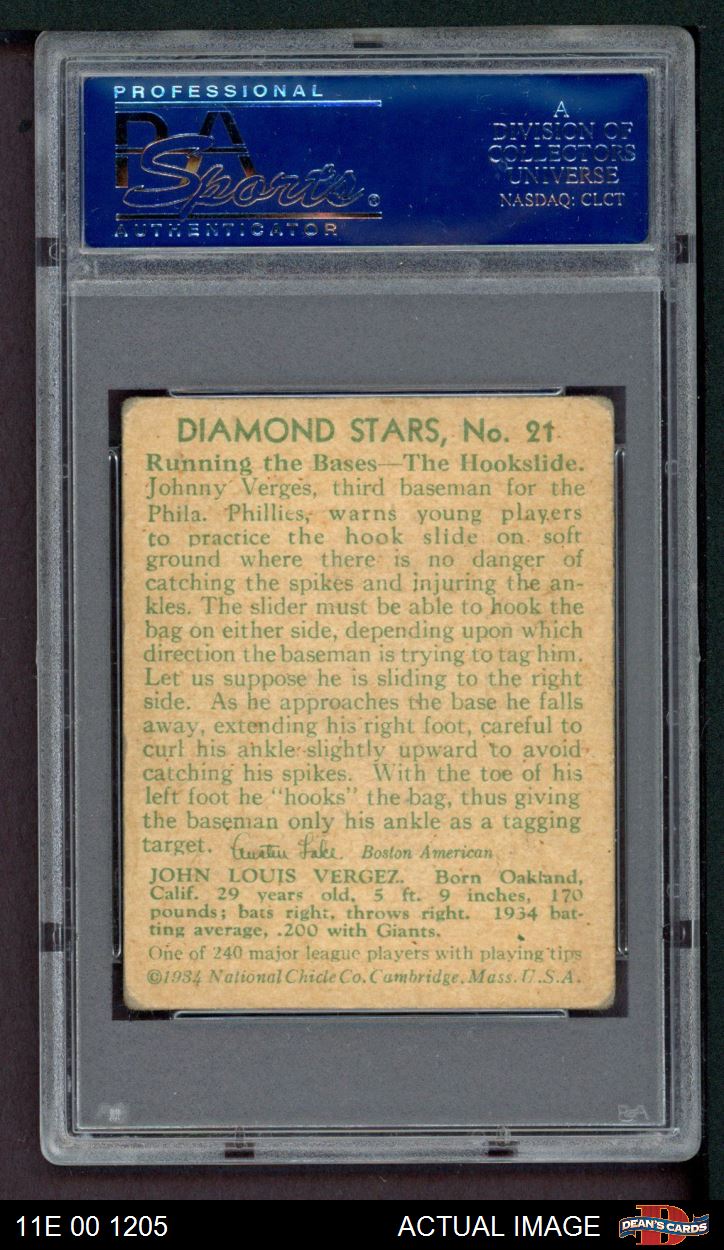 PROFESSIONAL
PSA
Sports®
AUTHENTICATOR
A
DIVISION OF
COLLECTORS
UNIVERSE
NASDAQ: CLCT
DIAMOND STARS, No. 21
Running the Bases—The Hookslide.
Johnny Verges, third baseman for the
Phila. Phillies, warns young players
to practice the hook slide on soft
ground where there is no danger of
catching the spikes and injuring the an-
kles. The slider must be able to hook the
bag on either side, depending upon which
direction the baseman is trying to tag him.
Let us suppose he is sliding to the right
side. As he approaches the base he falls
away, extending his right foot, careful to
curl his ankle slightly upward to avoid
catching his spikes. With the toe of his
left foot he "hooks" the bag, thus giving
the baseman only his ankle as a tagging
target. Austen Lake Boston American
JOHN LOUIS VERGEZ. Born Oakland,
Calif. 29 years old, 5 ft. 9 inches, 170
pounds; bats right, throws right. 1934 bat-
ting average, .200 with Giants.
One of 240 major league players with playing tips
©1934 National Chicle Co. Cambridge, Mass. U.S.A.
PSA
11E 00 1205
ACTUAL IMAGE
DEAN'S CARDS